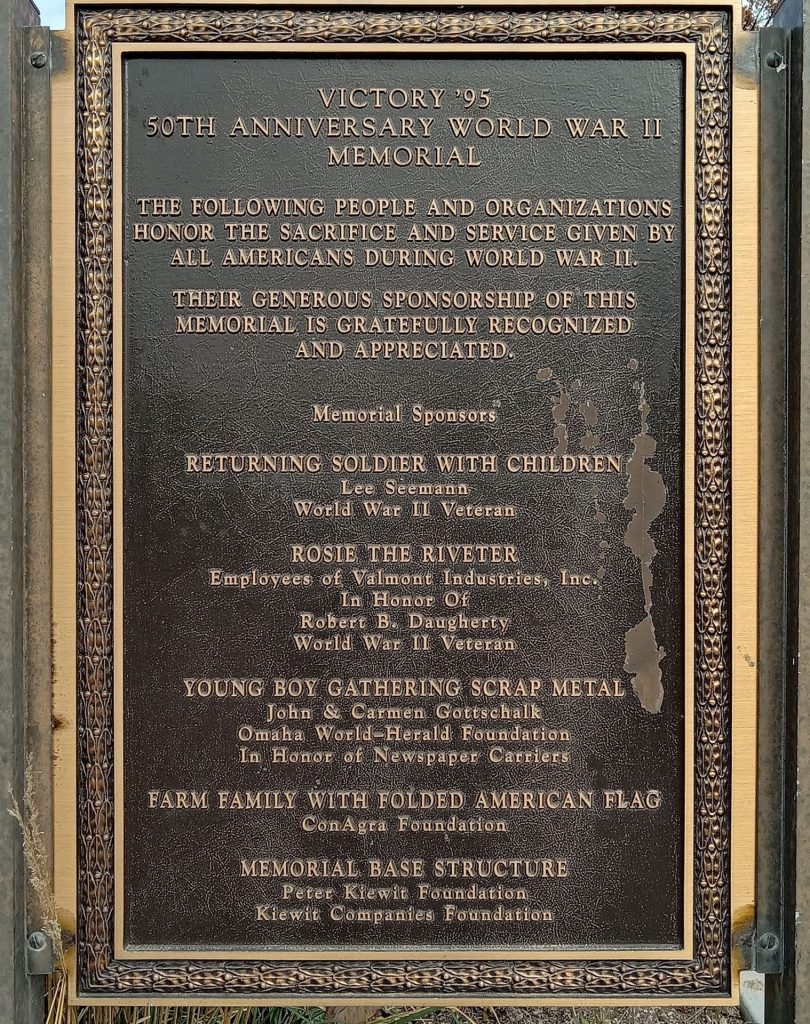 VICTORY '95
50TH ANNIVERSARY WORLD WAR II
MEMORIAL
THE FOLLOWING PEOPLE AND ORGANIZATIONS
HONOR THE SACRIFICE AND SERVICE GIVEN BY
ALL AMERICANS DURING WORLD WAR II.
THEIR GENEROUS SPONSORSHIP OF THIS
MEMORIAL IS GRATEFULLY RECOGNIZED
AND APPRECIATED.
Memorial Sponsors
RETURNING SOLDIER WITH CHILDREN
Lee Seemann
World War II Veteran
ROSIE THE RIVETER
Employees of Valmont Industries, Inc.
In Honor Of
Robert B. Daugherty
World War II Veteran
YOUNG BOY GATHERING SCRAP METAL
John & Carmen Gottschalk
Omaha World-Herald Foundation
In Honor of Newspaper Carriers
FARM FAMILY WITH FOLDED AMERICAN FLAG
ConAgra Foundation
MEMORIAL BASE STRUCTURE
Peter Kiewit Foundation
Kiewit Companies Foundation